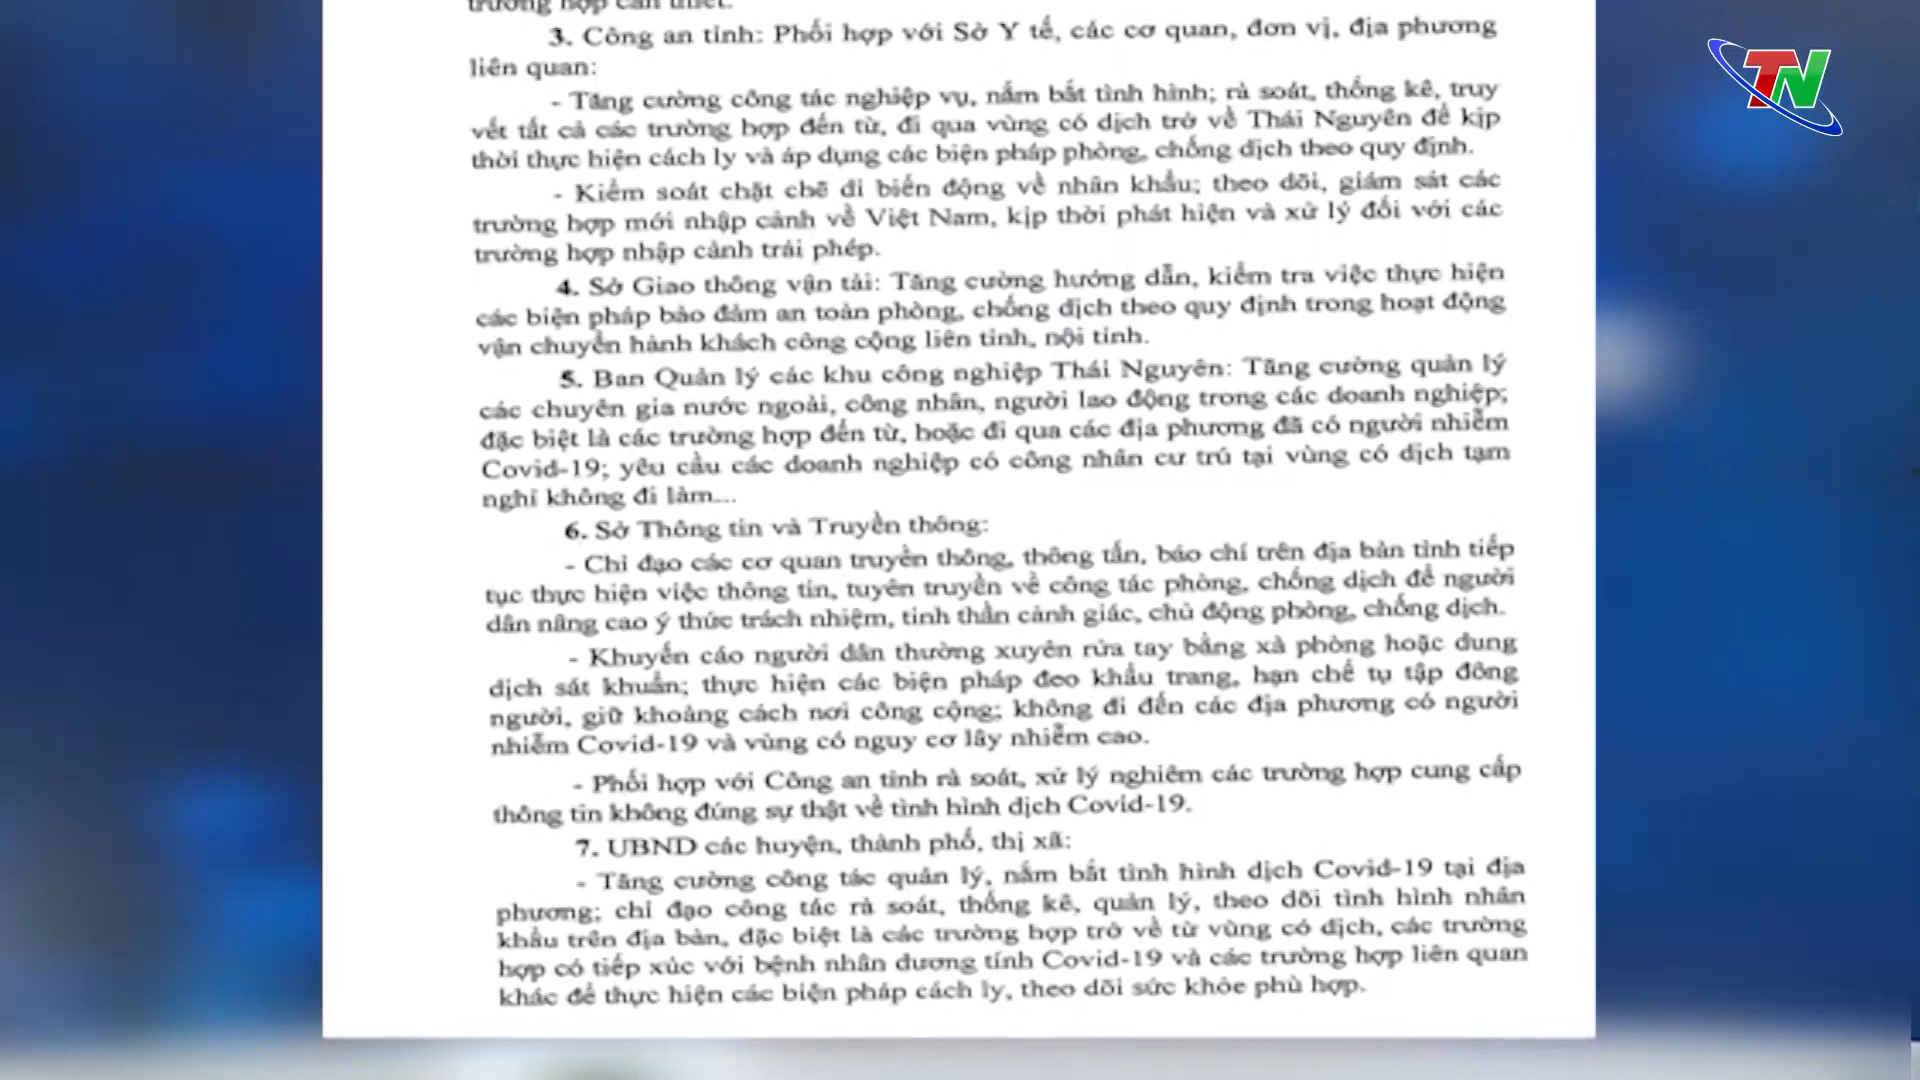 trường hợp cần thiết.
3. Công an tỉnh: Phối hợp với Sở Y tế, các cơ quan, đơn vị, địa phương
liên quan:
- Tăng cường công tác nghiệp vụ, nắm bắt tình hình; rà soát, thống kê, truy
vết tất cả các trường hợp đến từ, đi qua vùng có dịch trở về Thái Nguyên để kịp
thời thực hiện cách ly và áp dụng các biện pháp phòng, chống dịch theo quy định.
- Kiểm soát chặt chẽ di biến động về nhân khẩu; theo dõi, giám sát các
trường hợp mới nhập cảnh về Việt Nam, kịp thời phát hiện và xử lý đối với các
trường hợp nhập cảnh trái phép.
4. Sở Giao thông vận tải: Tăng cường hướng dẫn, kiểm tra việc thực hiện
các biện pháp bảo đảm an toàn phòng, chống dịch theo quy định trong hoạt động
vận chuyển hành khách công cộng liên tỉnh, nội tỉnh.
5. Ban Quản lý các khu công nghiệp Thái Nguyên: Tăng cường quản lý
các chuyên gia nước ngoài, công nhân, người lao động trong các doanh nghiệp;
đặc biệt là các trường hợp đến từ, hoặc đi qua các địa phương đã có người nhiễm
Covid-19; yêu cầu các doanh nghiệp có công nhân cư trú tại vùng có dịch tạm
nghỉ không đi làm...
6. Sở Thông tin và Truyền thông:
- Chỉ đạo các cơ quan truyền thông, thông tấn, báo chí trên địa bàn tỉnh tiếp
tục thực hiện việc thông tin, tuyên truyền về công tác phòng, chống dịch để người
dân nâng cao ý thức trách nhiệm, tinh thần cảnh giác, chủ động phòng, chống dịch.
- Khuyến cáo người dân thường xuyên rửa tay bằng xà phòng hoặc dung
dịch sát khuẩn; thực hiện các biện pháp đeo khẩu trang, hạn chế tụ tập đông
người, giữ khoảng cách nơi công cộng; không đi đến các địa phương có người
nhiễm Covid-19 và vùng có nguy cơ lây nhiễm cao.
- Phối hợp với Công an tỉnh rà soát, xử lý nghiêm các trường hợp cung cấp
thông tin không đúng sự thật về tình hình dịch Covid-19.
7. UBND các huyện, thành phố, thị xã:
- Tăng cường công tác quản lý, nắm bắt tình hình dịch Covid-19 tại địa
phương; chỉ đạo công tác rà soát, thống kê, quản lý, theo dõi tình hình nhân
khẩu trên địa bàn, đặc biệt là các trường hợp trở về từ vùng có dịch, các trường
hợp có tiếp xúc với bệnh nhân dương tính Covid-19 và các trường hợp liên quan
khác để thực hiện các biện pháp cách ly, theo dõi sức khỏe phù hợp.
TN